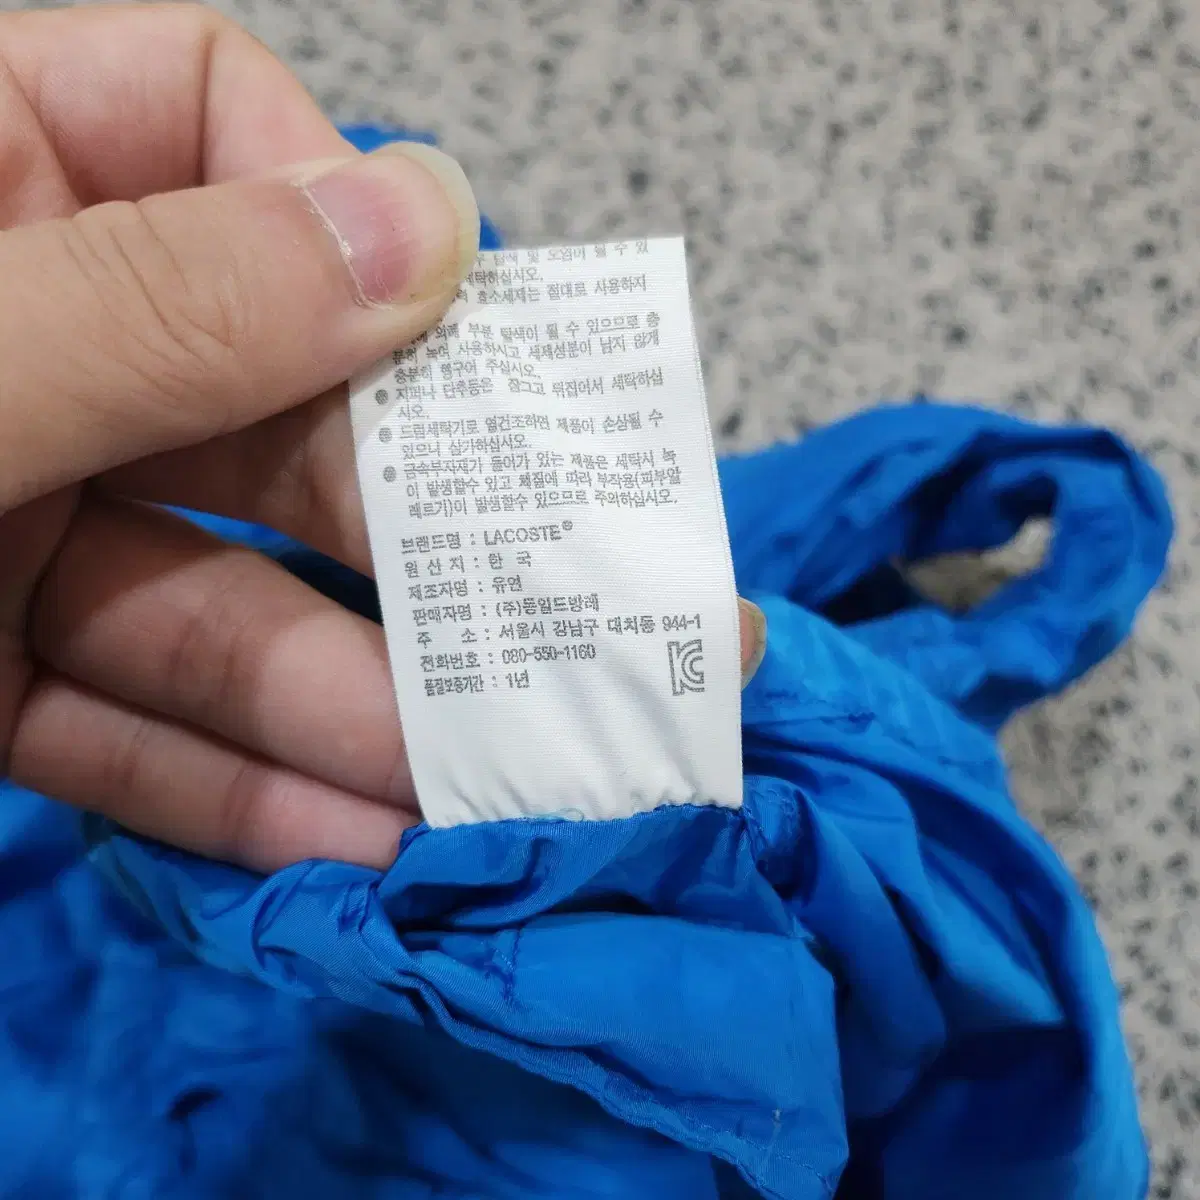 탈색 및 오염이 될 수 있
세탁하십시오.
효소세제는 절대로 사용하지
의해 부분 탈색이 될 수 있으므로 충
분히 녹여 사용하시고 세제성분이 남지 않게
충분히 헹구어 주십시오.
● 지퍼나 단추등은 잠그고 뒤집어서 세탁하십
시오.
● 드럼세탁기로 열건조하면 제품이 손상될 수
있으니 삼가하십시오.
● 금속부자재가 들어가 있는 제품은 세탁시 녹
이 발생할수 있고 체질에 따라 부작용(피부알
레르기)이 발생할수 있으므로 주의하십시오.
브랜드명 : LACOSTE®
원 산 지 : 한 국
제조자명 : 유연
판매자명 : (주)동일드방레
주 소 : 서울시 강남구 대치동 944-1
전화번호 : 080-550-1160
품질보증기간 : 1년